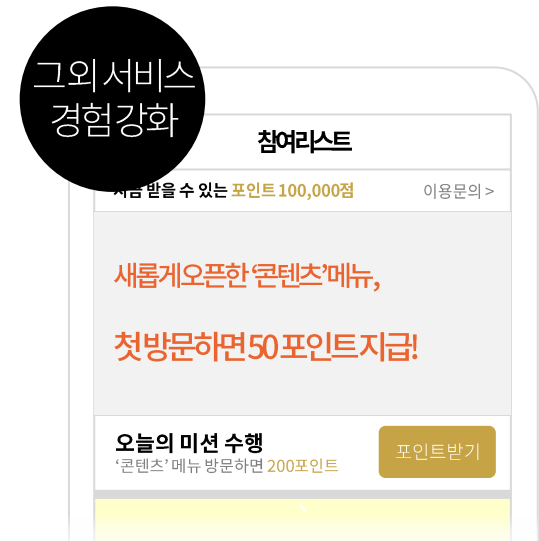 그 외 서비스
경험 강화
참여리스트
지금 받을 수 있는 포인트 100,000점
이용문의 >
새롭게 오픈한 '콘텐츠' 메뉴,
첫 방문하면 50 포인트 지급!
오늘의 미션 수행
'콘텐츠' 메뉴 방문하면 200포인트
포인트받기